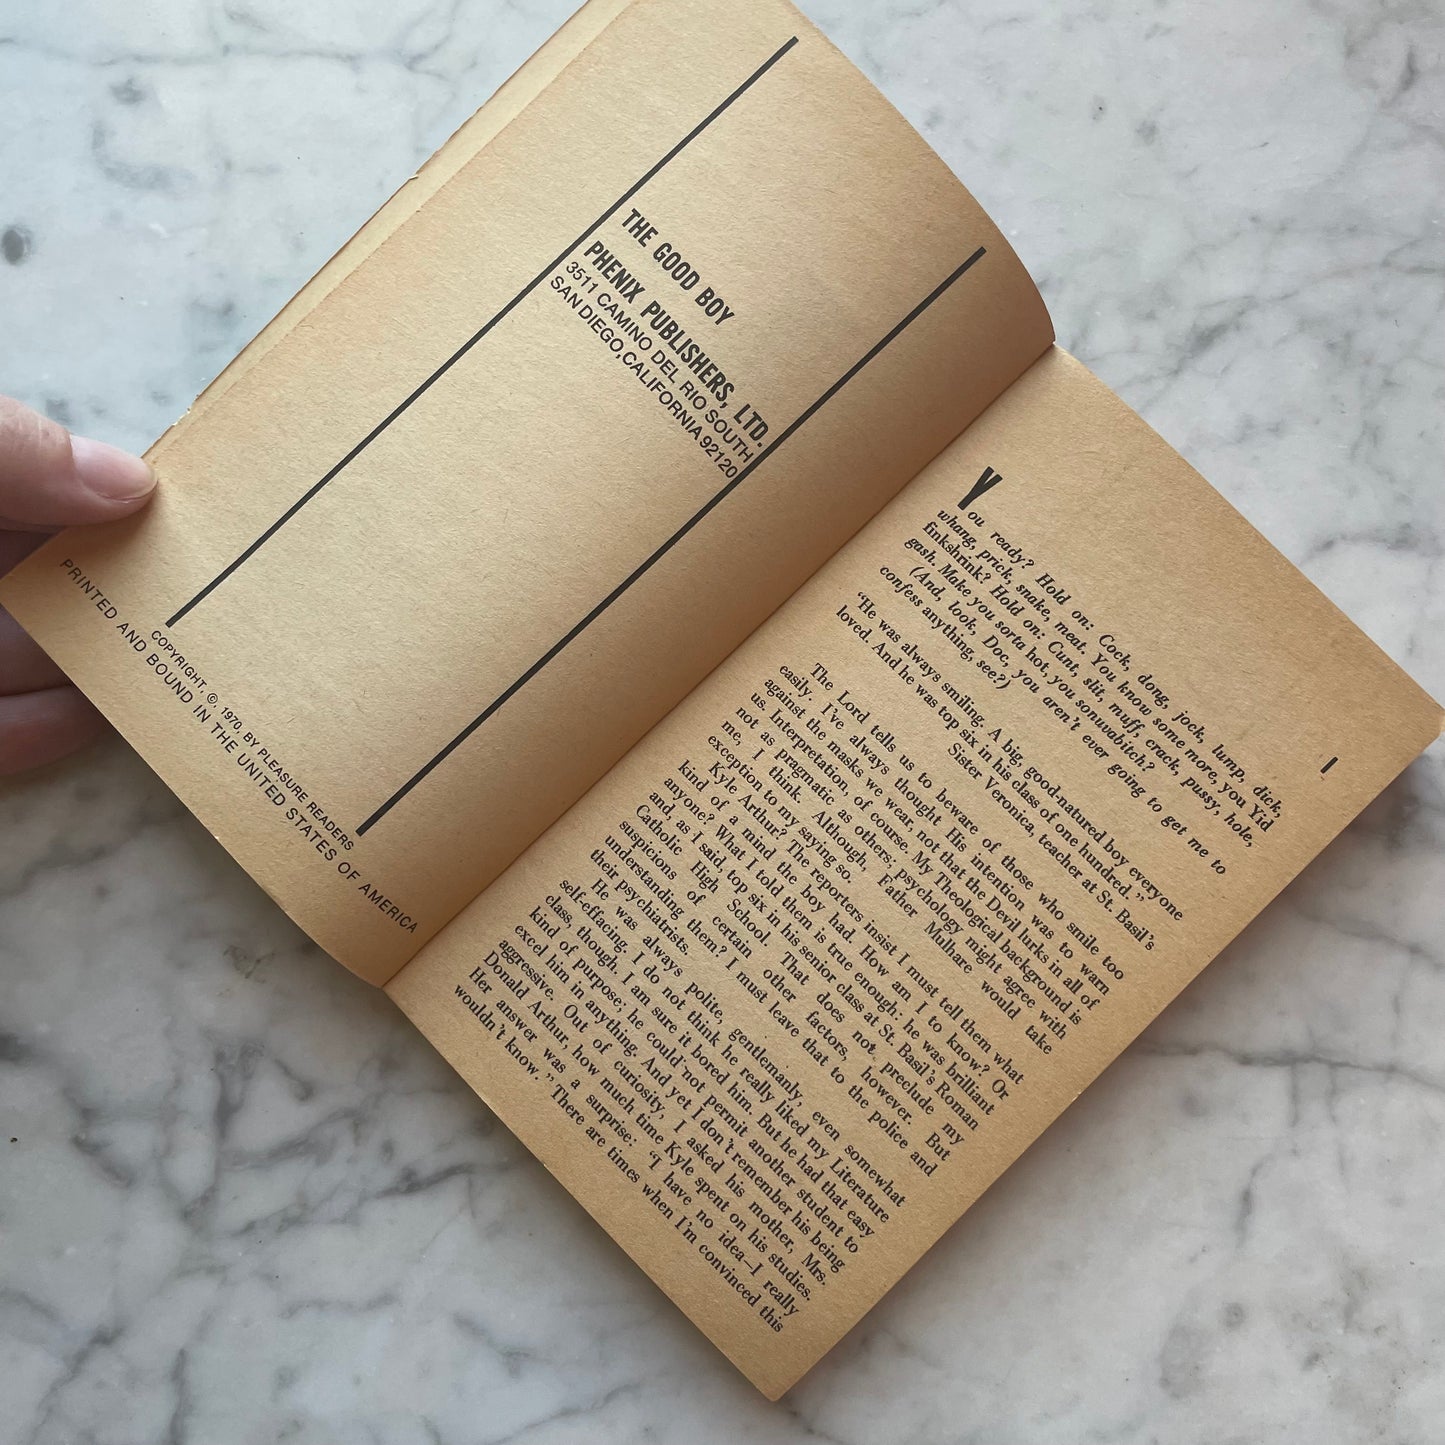 THE GOOD BOY
PHENIX PUBLISHERS, LTD.
3511 CAMINO DEL RIO SOUTH
SAN DIEGO, CALIFORNIA 92120
COPYRIGHT, ©, 1970, BY PLEASURE READERS
PRINTED AND BOUND IN THE UNITED STATES OF AMERICA
1
You ready? Hold on: Cock, dong, jock, lump, dick,
whang, prick, snake, meat. You know some more, you Yid
finkshrink? Hold on: Cunt, slit, muff, crack, pussy, hole,
gash. Make you sorta hot, you sonuvabitch?
(And, look, Doc, you aren't ever going to get me to
confess anything, see?)
"He was always smiling. A big, good-natured boy everyone
loved. And he was top six in his class of one hundred."
Sister Veronica, teacher at St. Basil's
The Lord tells us to beware of those who smile too
easily. I've always thought His intention was to warn
against the masks we wear, not that the Devil lurks in all of
us. Interpretation, of course. My Theological background is
not as pragmatic as others; psychology might agree with
me, I think. Although, Father Mulhare would take
exception to my saying so.
Kyle Arthur? The reporters insist I must tell them what
kind of a mind the boy had. How am I to know? Or
anyone? What I told them is true enough: he was brilliant
and, as I said, top six in his senior class at St. Basil's Roman
Catholic High School. That does not preclude my
suspicions of certain other factors, however. But
understanding them? I must leave that to the police and
their psychiatrists.
He was always polite, gentlemanly, even somewhat
self-effacing. I do not think he really liked my Literature
class, though. I am sure it bored him. But he had that easy
kind of purpose; he could not permit another student to
excel him in anything. And yet I don't remember his being
aggressive. Out of curiosity, I asked his mother, Mrs.
Donald Arthur, how much time Kyle spent on his studies.
Her answer was a surprise: "I have no idea—I really
wouldn't know." There are times when I'm convinced this